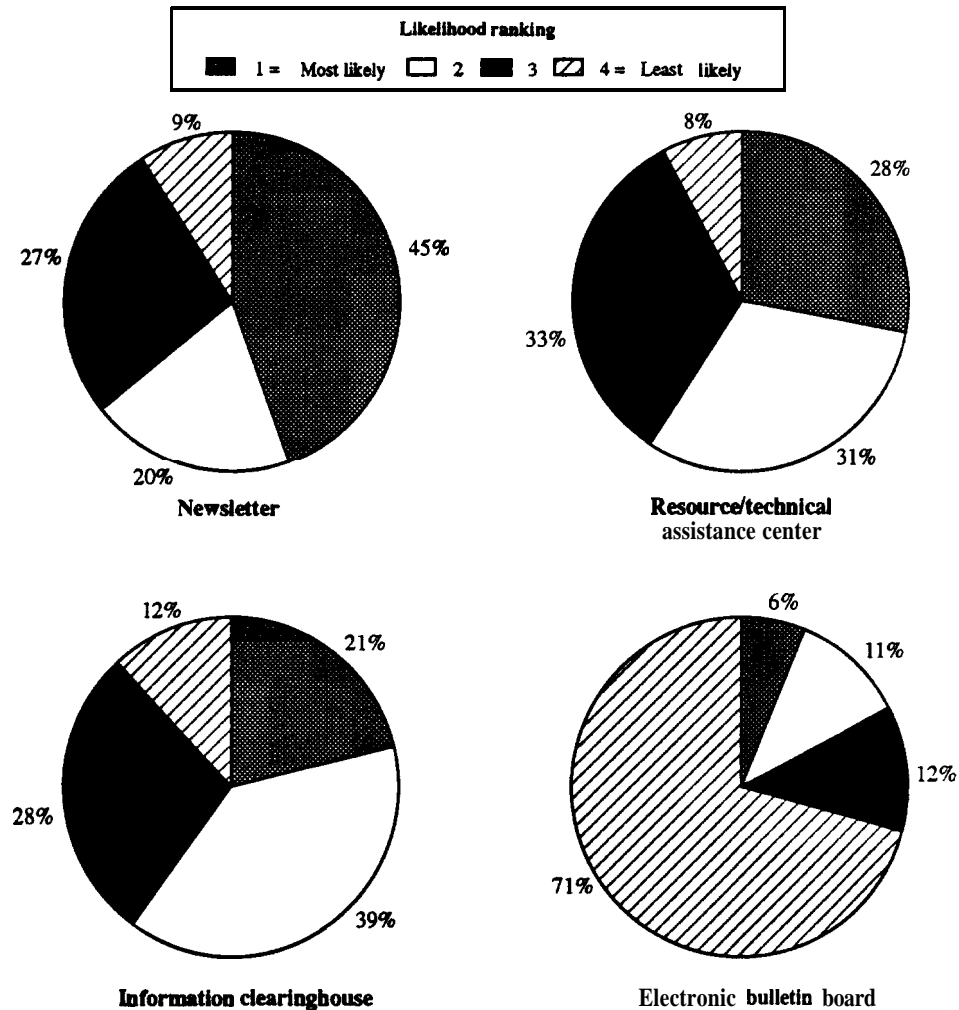 Likelihood ranking
1 = Most likely 2 3 4 = Least likely
9%
45%
27%
20%
Newsletter
8%
28%
33%
31%
Resource/technical
assistance center
12%
21%
28%
39%
Information clearinghouse
6%
11%
12%
71%
Electronic bulletin board